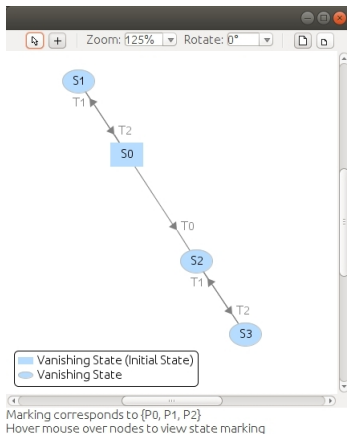 Zoom: 125% Rotate: 0°
S1
T1
T2
S0
T0
S2
T1
T2
S3
Vanishing State (Initial State)
Vanishing State
Marking corresponds to {P0, P1, P2}
Hover mouse over nodes to view state marking